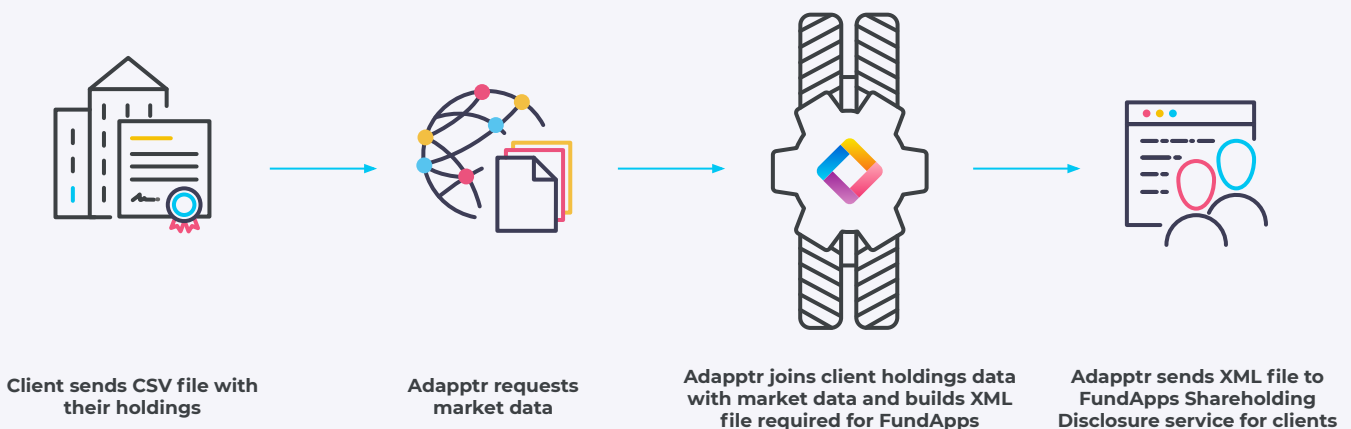 Client sends CSV file with
their holdings
Adapptr requests
market data
Adapptr joins client holdings data
with market data and builds XML
file required for FundApps
Adapptr sends XML file to
FundApps Shareholding
Disclosure service for clients